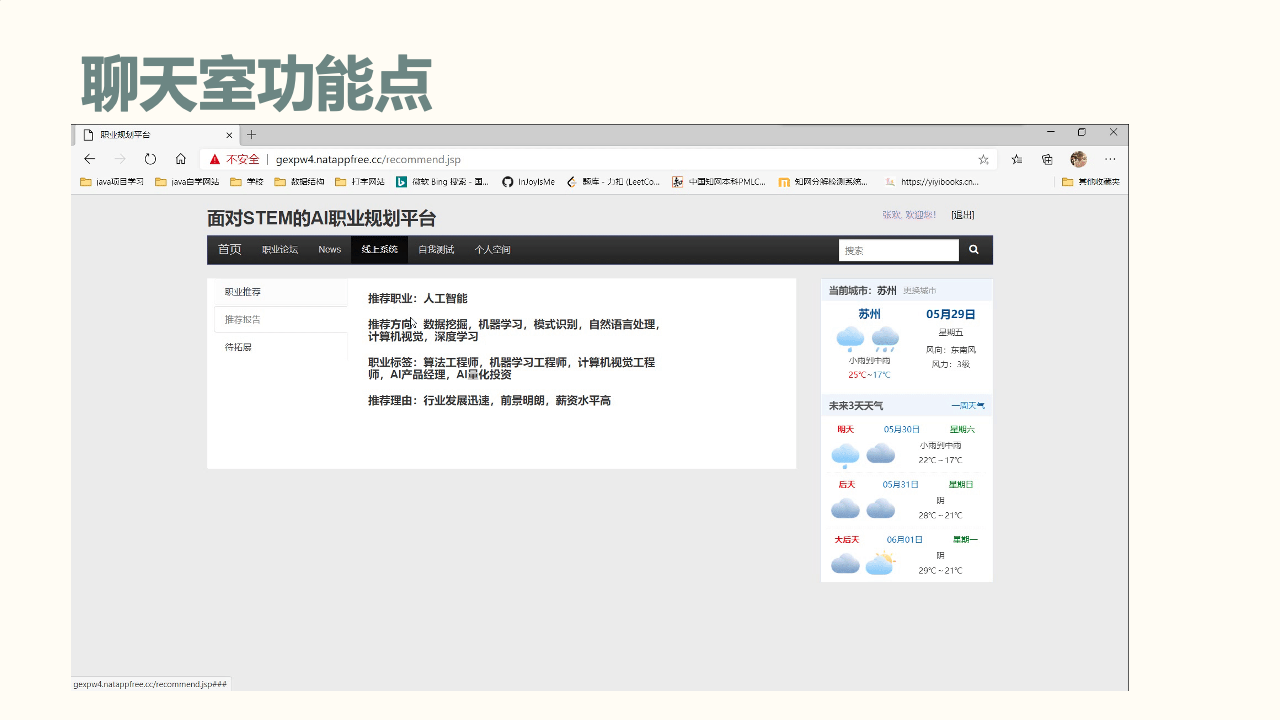 聊天室功能点
职业规划平台
不安全 | gexpw4.natappfree.cc/recommend.jsp
java项目学习 java自学网站 学校 数据结构 打字网站 微软 Bing 搜索 - 国... InJoyIsMe 题库 - 力扣 (LeetCo... 中国知网本科PMLC... 知网分解检测系统... https://yiyibooks.cn... 其他收藏夹
面对STEM的AI职业规划平台
张欢, 欢迎您! [退出]
首页 职业论坛 News 线上系统 自我测试 个人空间 搜索
职业推荐
推荐报告
待拓展
推荐职业：人工智能
推荐方向：数据挖掘，机器学习，模式识别，自然语言处理，
计算机视觉，深度学习
职业标签：算法工程师，机器学习工程师，计算机视觉工程
师，AI产品经理，AI量化投资
推荐理由：行业发展迅速，前景明朗，薪资水平高
当前城市：苏州 更换城市
苏州 05月29日
星期五
风向：东南风
小雨到中雨 风力：3级
25℃~17℃
未来3天天气 一周天气
明天 05月30日 星期六
小雨到中雨
22℃~17℃
后天 05月31日 星期日
阴
28℃~21℃
大后天 06月01日 星期一
阴
29℃~21℃
gexpw4.natappfree.cc/recommend.jsp###